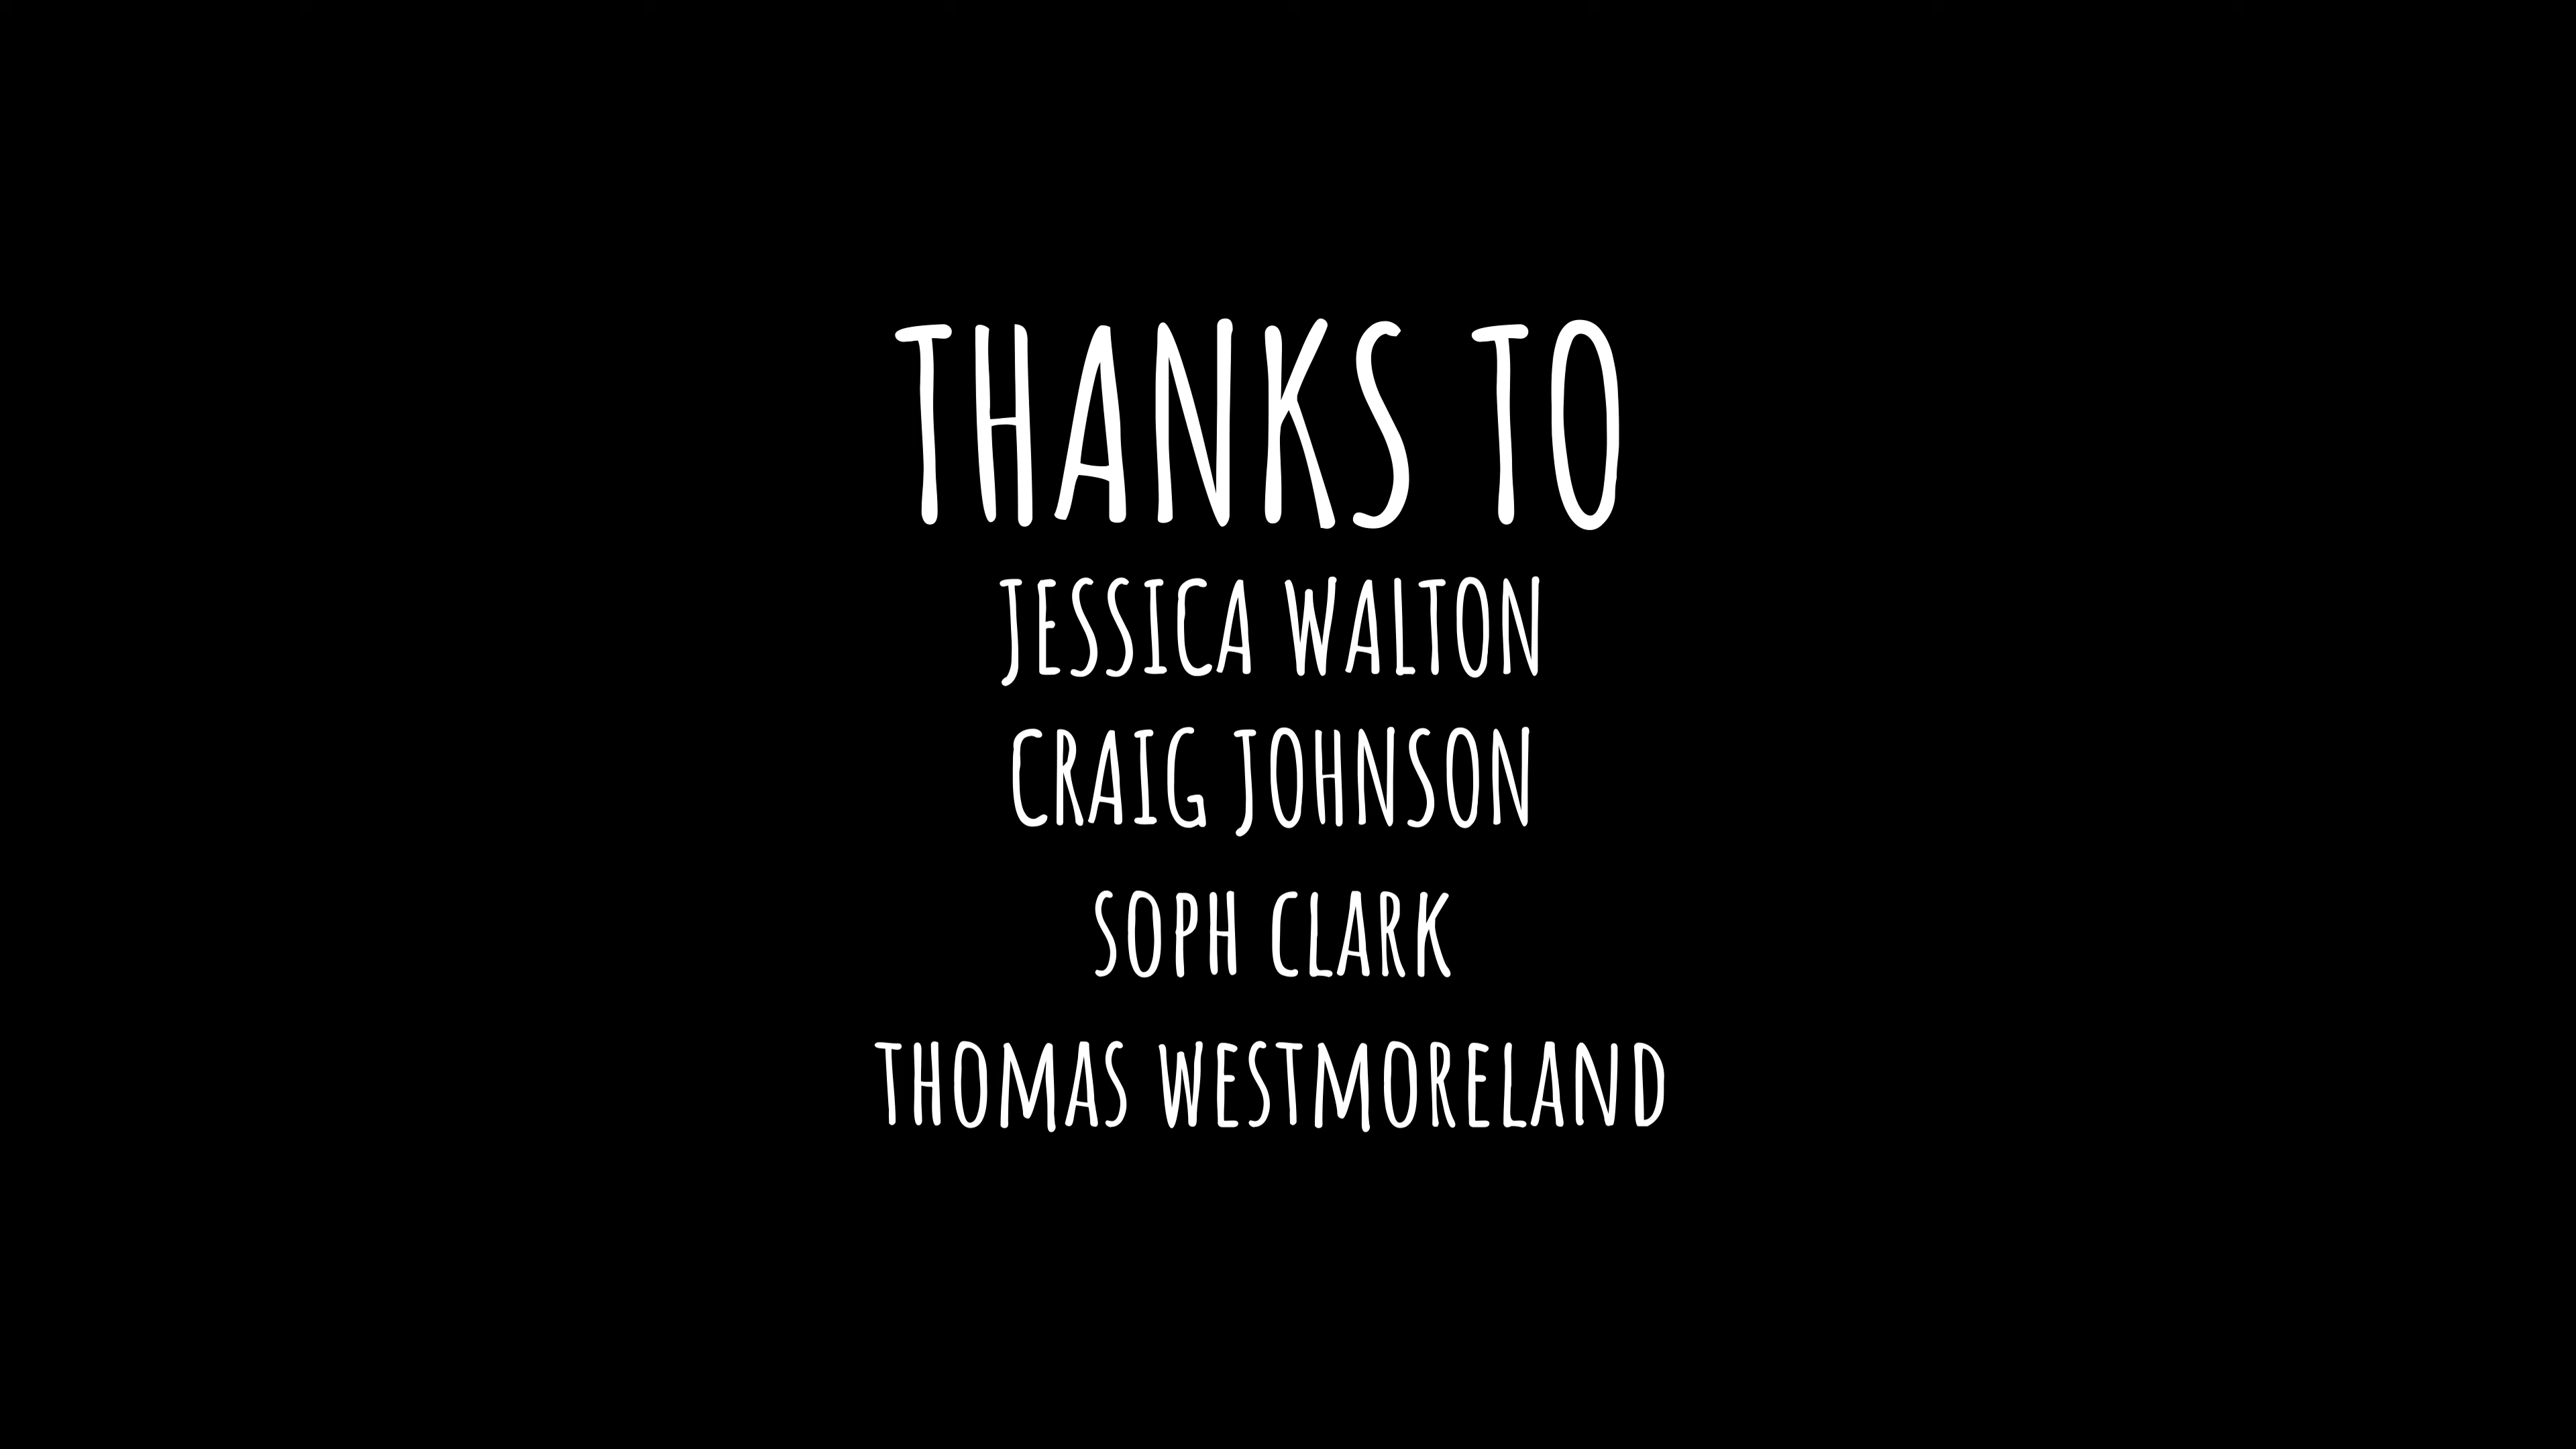 THANKS TO
JESSICA WALTON
CRAIG JOHNSON
SOPH CLARK
THOMAS WESTMORELAND